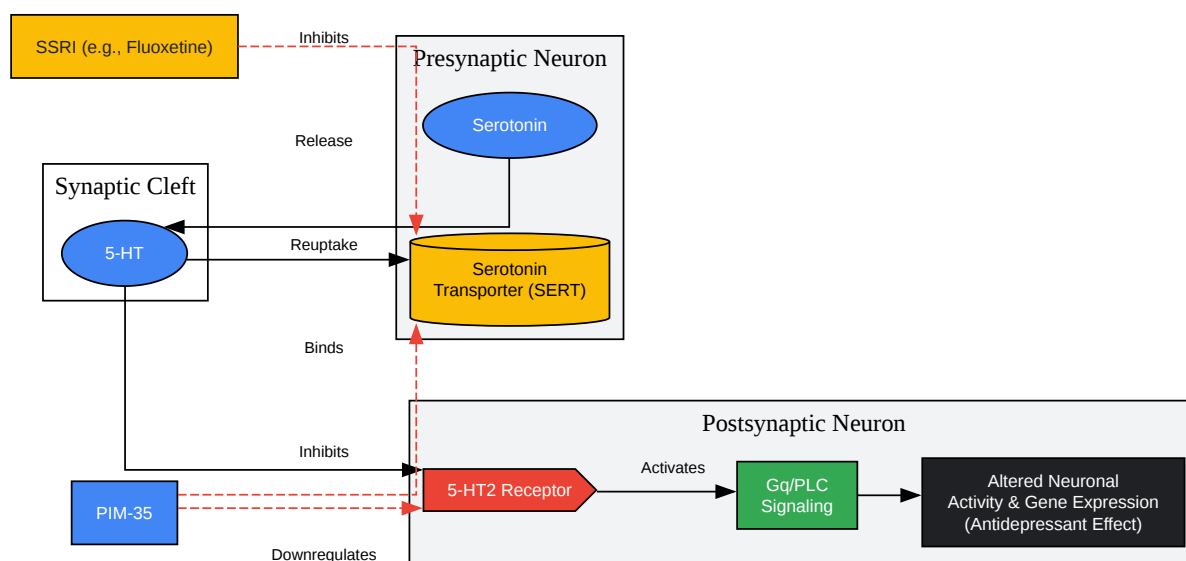 SSRI (e.g., Fluoxetine)
Inhibits
Presynaptic Neuron
Serotonin
Release
Synaptic Cleft
5-HT
Reuptake
Serotonin
Transporter (SERT)
Binds
Postsynaptic Neuron
Inhibits
5-HT2 Receptor
Activates
Gq/PLC
Signaling
Altered Neuronal
Activity & Gene Expression
(Antidepressant Effect)
PIM-35
Downregulates